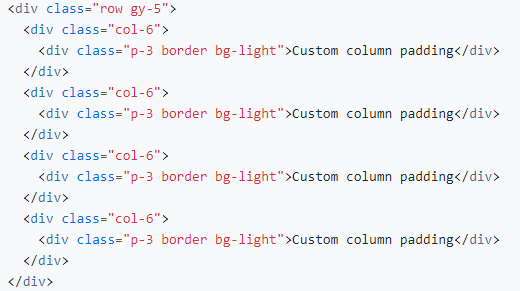 <div class="row gy-5">
  <div class="col-6">
    <div class="p-3 border bg-light">Custom column padding</div>
  </div>
  <div class="col-6">
    <div class="p-3 border bg-light">Custom column padding</div>
  </div>
  <div class="col-6">
    <div class="p-3 border bg-light">Custom column padding</div>
  </div>
  <div class="col-6">
    <div class="p-3 border bg-light">Custom column padding</div>
  </div>
</div>